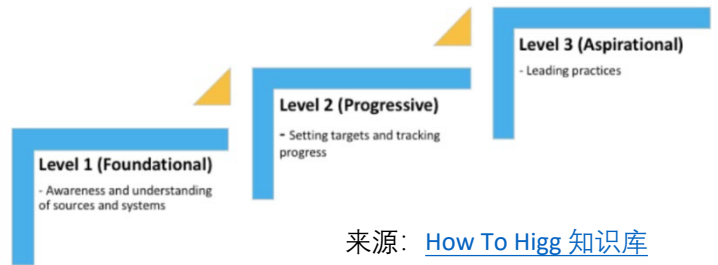 Level 3 (Aspirational)
- Leading practices
Level 2 (Progressive)
- Setting targets and tracking
progress
Level 1 (Foundational)
- Awareness and understanding
of sources and systems
来源：How To Higg 知识库